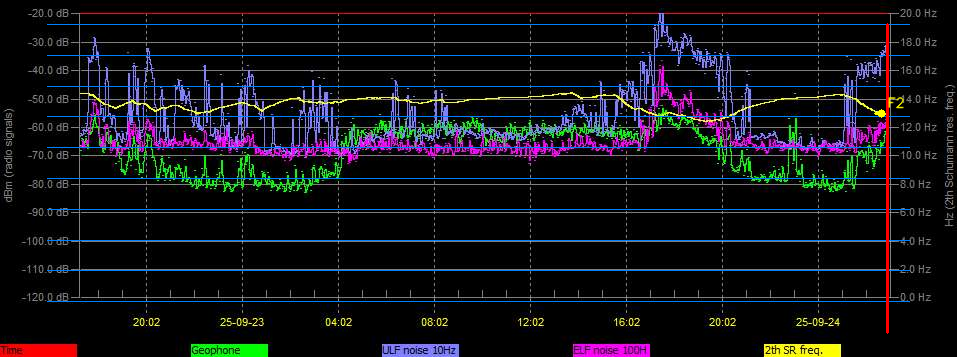 -20.0 dB
20.0 Hz
-30.0 dB
18.0 Hz
-40.0 dB
16.0 Hz
-50.0 dB
14.0 Hz
F2
-60.0 dB
12.0 Hz
-70.0 dB
10.0 Hz
-80.0 dB
8.0 Hz
-90.0 dB
6.0 Hz
-100.0 dB
4.0 Hz
-110.0 dB
2.0 Hz
-120.0 dB
0.0 Hz
dBm (radio signals)
Hz (2th Schumann res. freq.)
20:02 25-09-23 04:02 08:02 12:02 16:02 20:02 25-09-24
Time Geophone ULF noise 10Hz ELF noise 100H 2th SR freq.